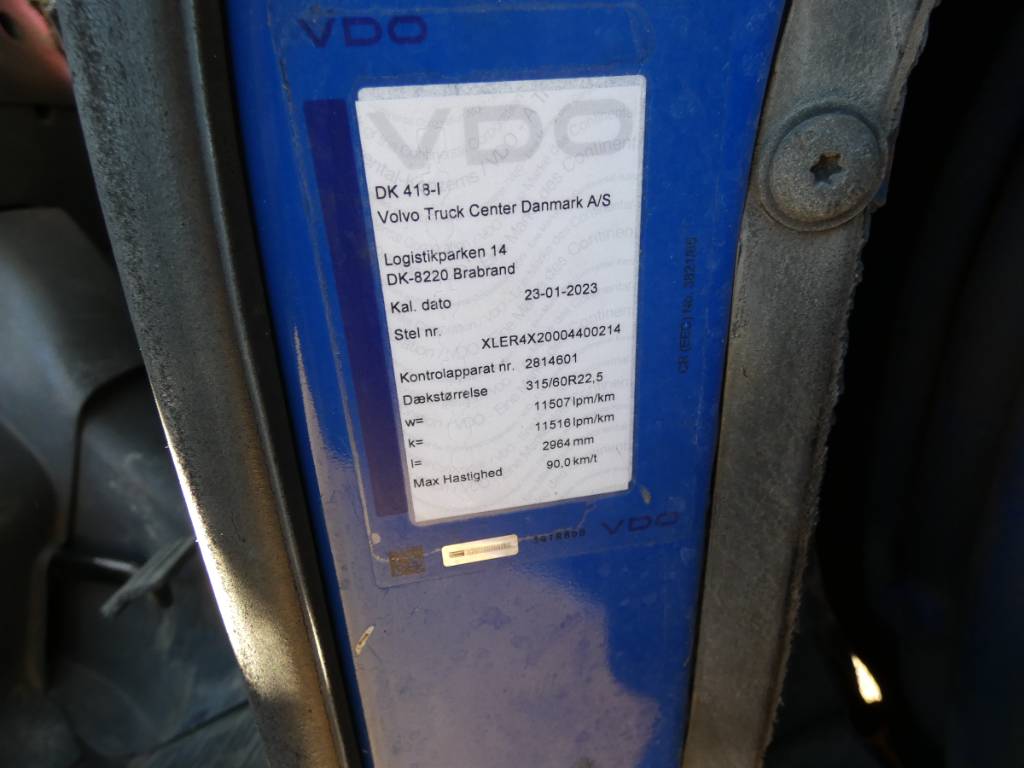 VDO
VDO
DK 418-I
Volvo Truck Center Danmark A/S
Logistikparken 14
DK-8220 Brabrand
Kal. dato 23-01-2023
Stel nr. XLER4X20004400214
Kontrolapparat nr. 2814601
Dækstørrelse 315/60R22,5
w= 11507 lpm/km
k= 11516 lpm/km
l= 2964 mm
Max Hastighed 90,0 km/t
VDO